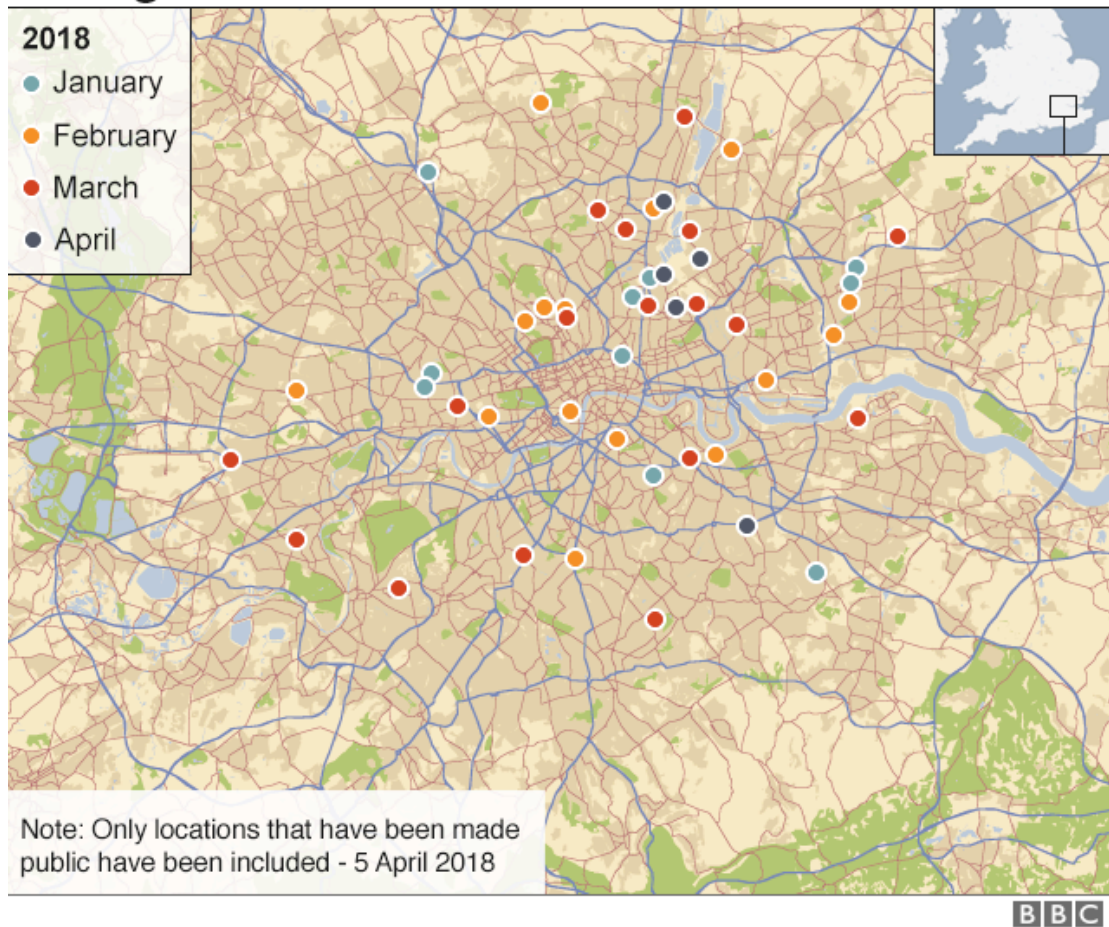 2018
January
February
March
April
Note: Only locations that have been made
public have been included - 5 April 2018
BBC